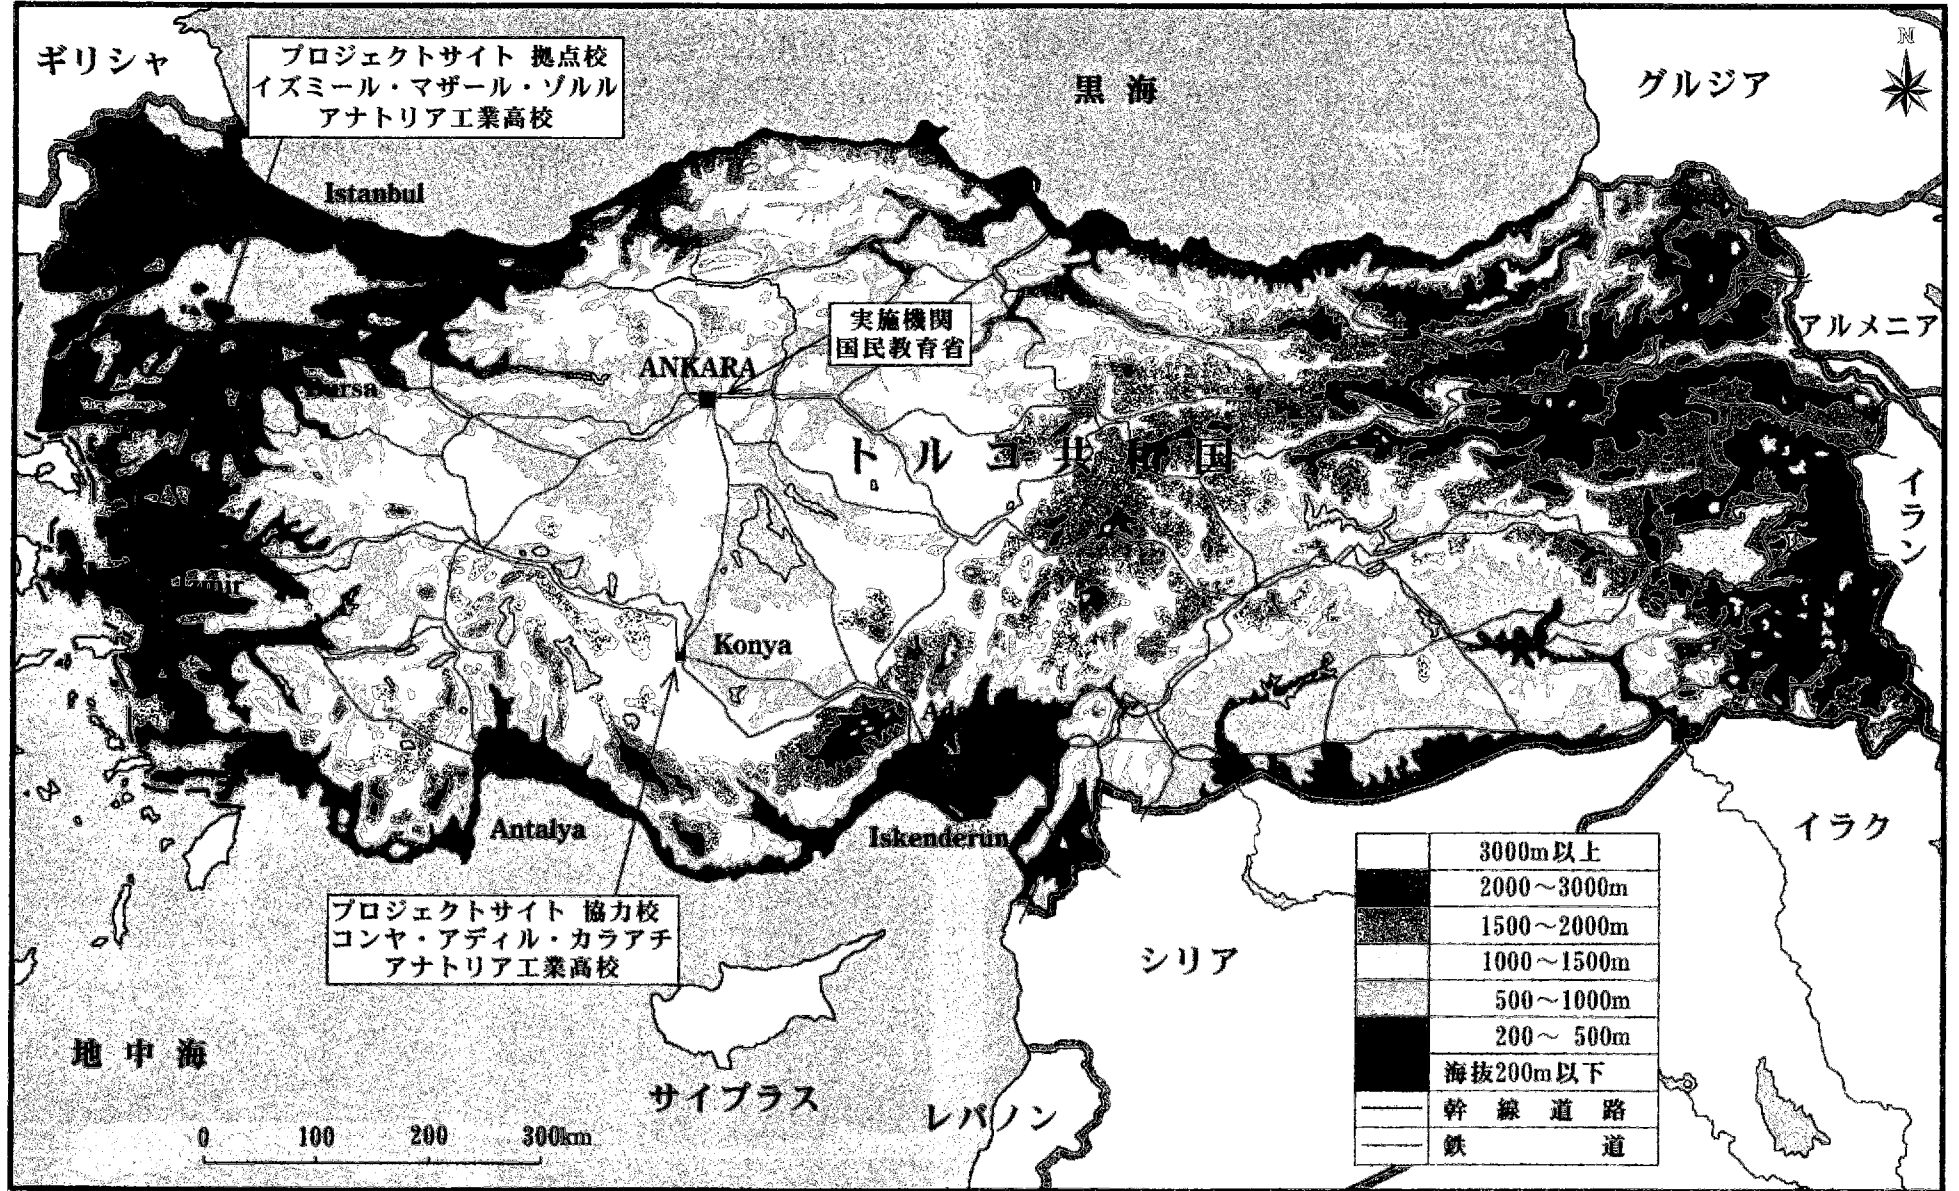 ギリシャ
プロジェクトサイト 拠点校
イズミール・マザール・ゾルル
アナトリア工業高校
黒海
グルジア
N
Istanbul
実施機関
国民教育省
アルメニア
ANKARA
Bursa
トルコ共和国
イラン
Izmir
Konya
Antalya
Iskenderun
プロジェクトサイト 協力校
コンヤ・アディル・カラアチ
アナトリア工業高校
シリア
イラク
地中海
サイプラス
レバノン
0 100 200 300km
3000m以上
2000～3000m
1500～2000m
1000～1500m
500～1000m
200～ 500m
海抜200m以下
幹線道路
鉄道